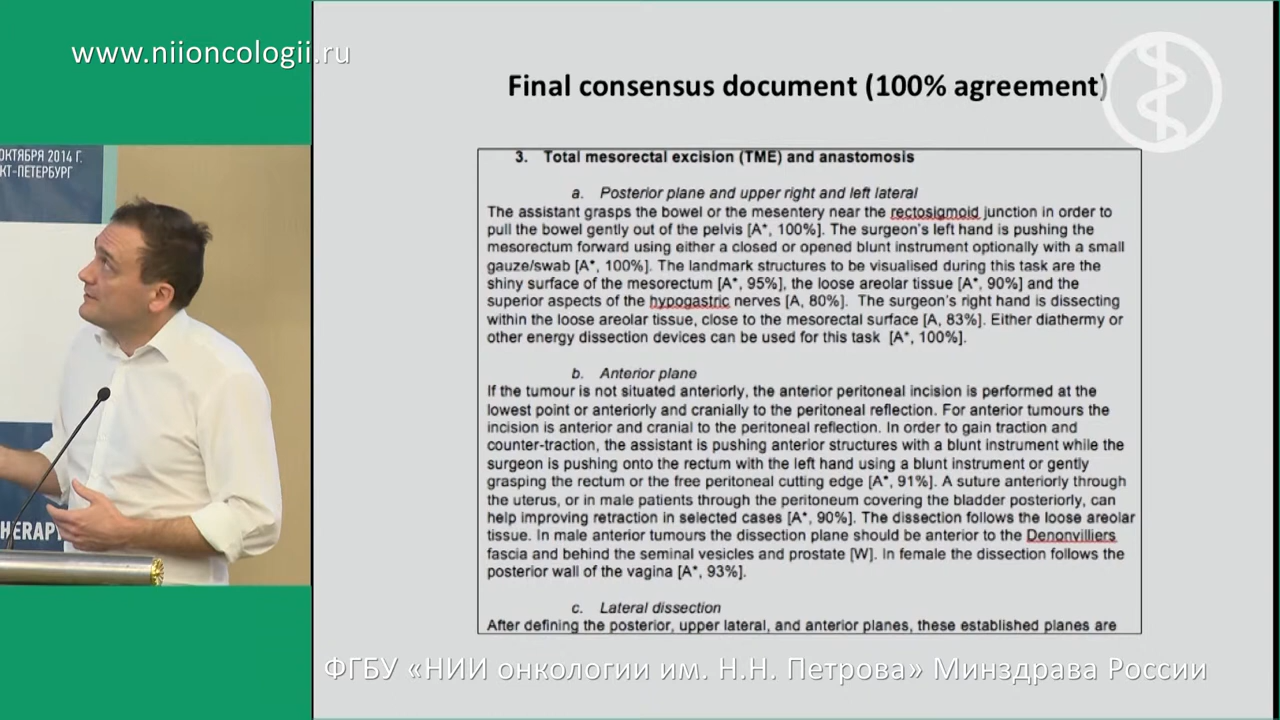 www.niioncologii.ru
ОКТЯБРЯ 2014 Г.
КТ-ПЕТЕРБУРГ
HERAPY
Final consensus document (100% agreement)
3. Total mesorectal excision (TME) and anastomosis
a. Posterior plane and upper right and left lateral
The assistant grasps the bowel or the mesentery near the rectosigmoid junction in order to
pull the bowel gently out of the pelvis [A*, 100%]. The surgeon's left hand is pushing the
mesorectum forward using either a closed or opened blunt instrument optionally with a small
gauze/swab [A*, 100%]. The landmark structures to be visualised during this task are the
shiny surface of the mesorectum [A*, 95%], the loose areolar tissue [A*, 90%] and the
superior aspects of the hypogastric nerves [A, 80%]. The surgeon's right hand is dissecting
within the loose areolar tissue, close to the mesorectal surface [A, 83%]. Either diathermy or
other energy dissection devices can be used for this task [A*, 100%].
b. Anterior plane
If the tumour is not situated anteriorly, the anterior peritoneal incision is performed at the
lowest point or anteriorly and cranially to the peritoneal reflection. For anterior tumours the
incision is anterior and cranial to the peritoneal reflection. In order to gain traction and
counter-traction, the assistant is pushing anterior structures with a blunt instrument while the
surgeon is pushing onto the rectum with the left hand using a blunt instrument or gently
grasping the rectum or the free peritoneal cutting edge [A*, 91%]. A suture anteriorly through
the uterus, or in male patients through the peritoneum covering the bladder posteriorly, can
help improving retraction in selected cases [A*, 90%]. The dissection follows the loose areolar
tissue. In male anterior tumours the dissection plane should be anterior to the Denonvilliers
fascia and behind the seminal vesicles and prostate [W]. In female the dissection follows the
posterior wall of the vagina [A*, 93%].
c. Lateral dissection
After defining the posterior, upper lateral, and anterior planes, these established planes are
ФГБУ «НИИ онкологии им. Н.Н. Петрова» Минздрава России